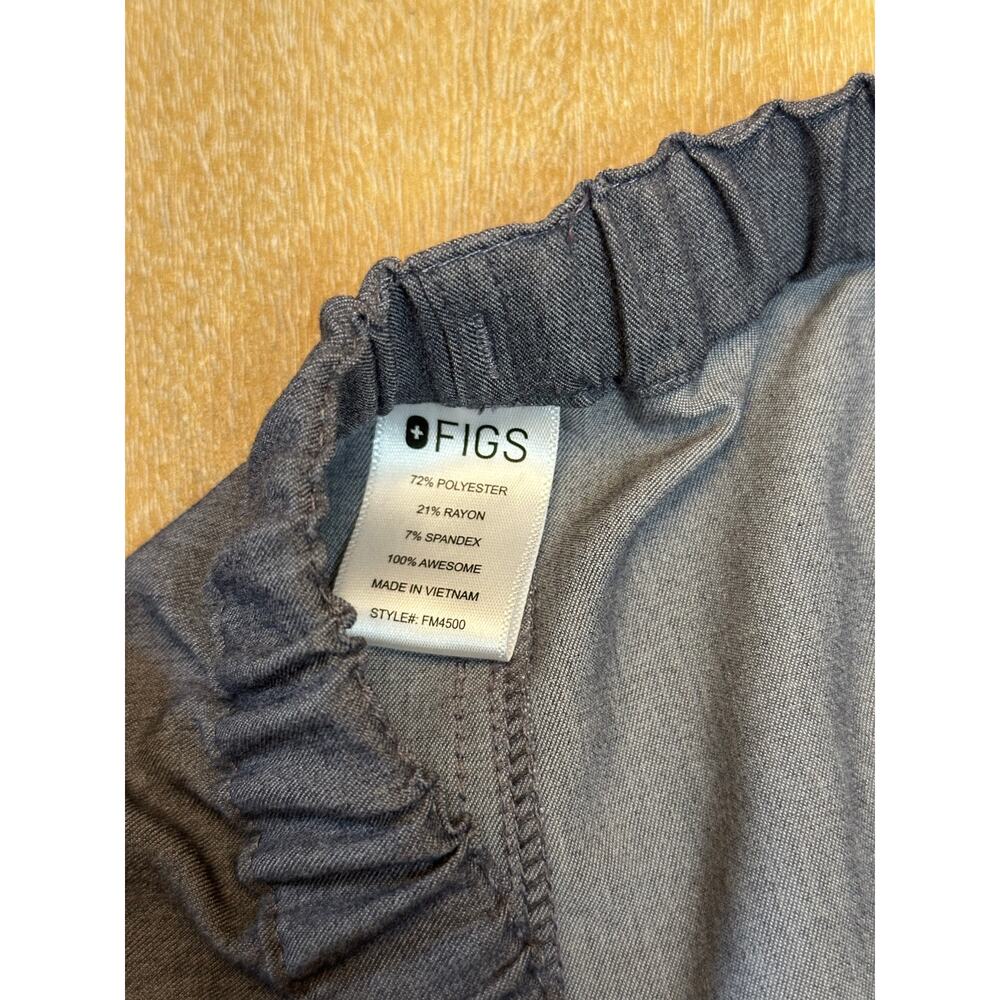 FIGS
72% POLYESTER
21% RAYON
7% SPANDEX
100% AWESOME
MADE IN VIETNAM
STYLE#: FM4500